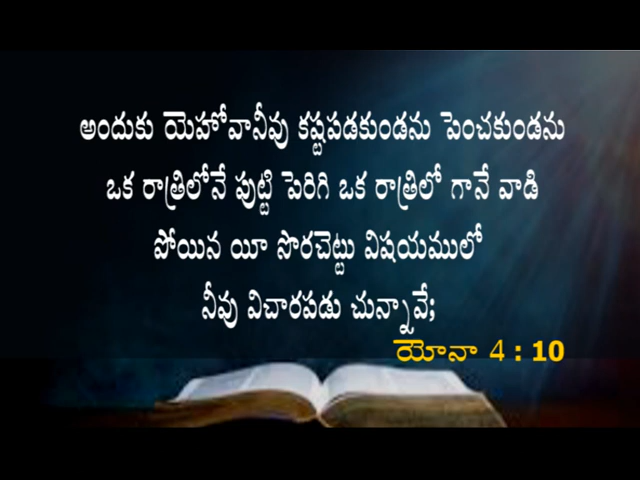 అందుకు యెహోవానీవు కష్టపడకుండను పెంచకుండను
ఒక రాత్రిలోనే పుట్టి పెరిగి ఒక రాత్రిలో గానే వాడి
పోయిన యీ సొరచెట్టు విషయములో
నీవు విచారపడు చున్నావే;
యోనా 4 : 10